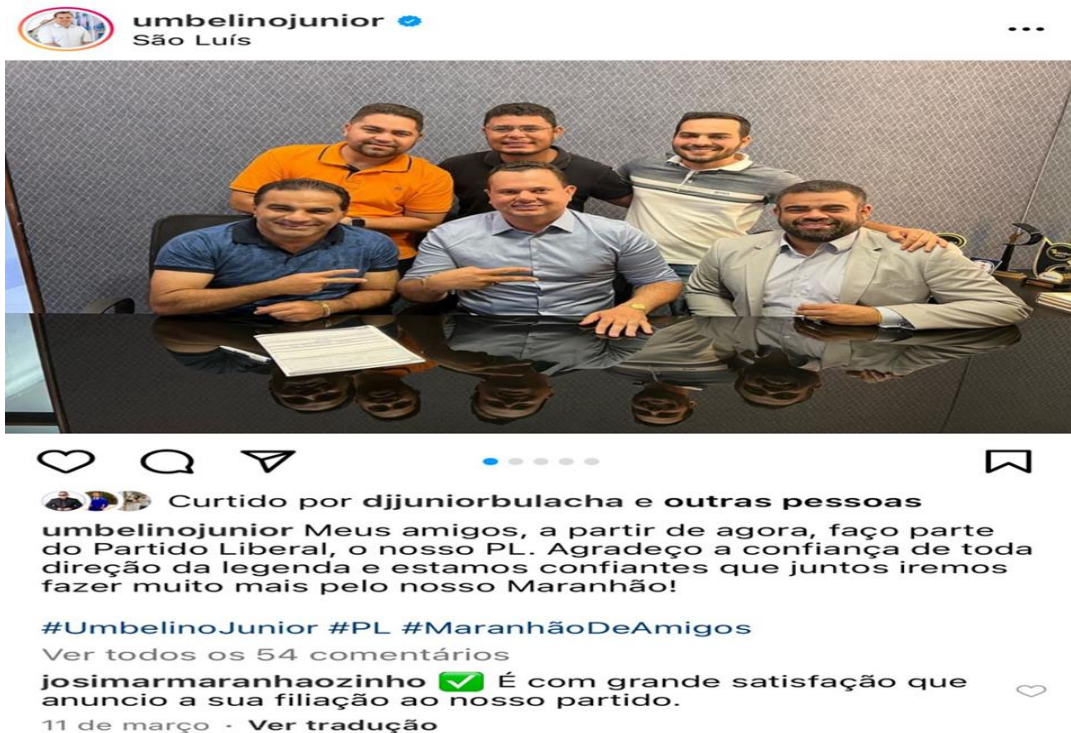 umbelinojunior
São Luís
Curtido por djjuniorbulacha e outras pessoas
umbelinojunior Meus amigos, a partir de agora, faço parte
do Partido Liberal, o nosso PL. Agradeço a confiança de toda
direção da legenda e estamos confiantes que juntos iremos
fazer muito mais pelo nosso Maranhão!
#UmbelinoJunior #PL #MaranhãoDeAmigos
Ver todos os 54 comentários
josimarmaranhaozinho ✅ É com grande satisfação que
anuncio a sua filiação ao nosso partido.
11 de março · Ver tradução